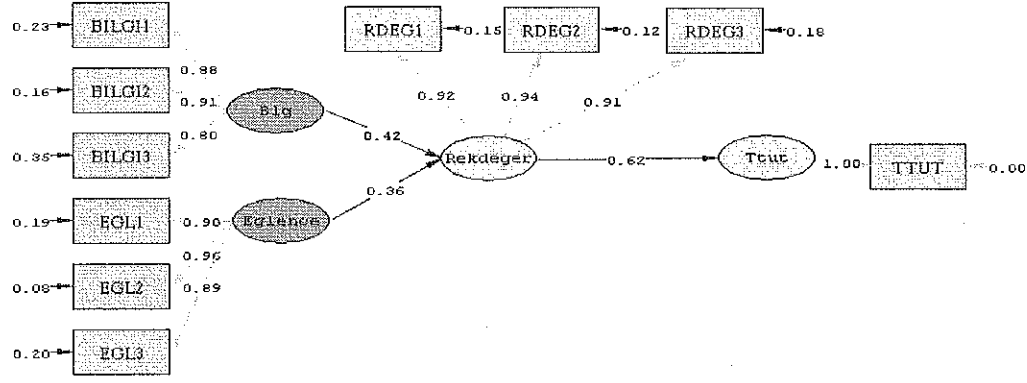 0.23 BILGI1
0.88
0.16 BILGI2
0.91
0.80
0.35 BILGI3
Blg
0.42
0.19 EGL1
0.90
Eglence
0.36
0.96
0.08 EGL2
0.89
0.20 EGL3
RDEG1 0.15
RDEG2 0.12
RDEG3 0.18
0.92
0.94
0.91
Rekdeger
0.62
Ttut
1.00
TTUT 0.00